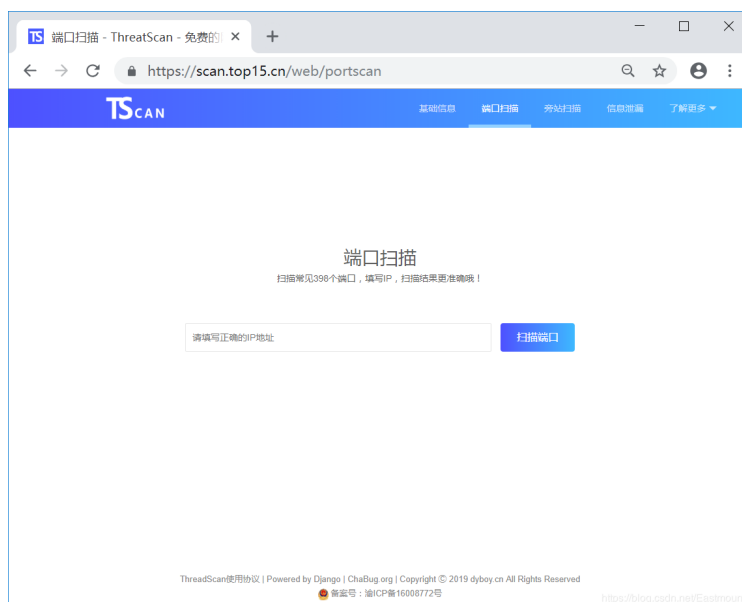 TS 端口扫描 - ThreatScan - 免费的
https://scan.top15.cn/web/portscan
TSCAN 基础信息 端口扫描 旁站扫描 信息泄漏 了解更多
端口扫描
扫描常见398个端口，填写IP，扫描结果更准确哦！
请填写正确的IP地址 扫描端口
ThreadScan使用协议 | Powered by Django | ChaBug.org | Copyright © 2019 dyboy.cn All Rights Reserved
备案号：渝ICP备16008772号
https://blog.csdn.net/Eastmount